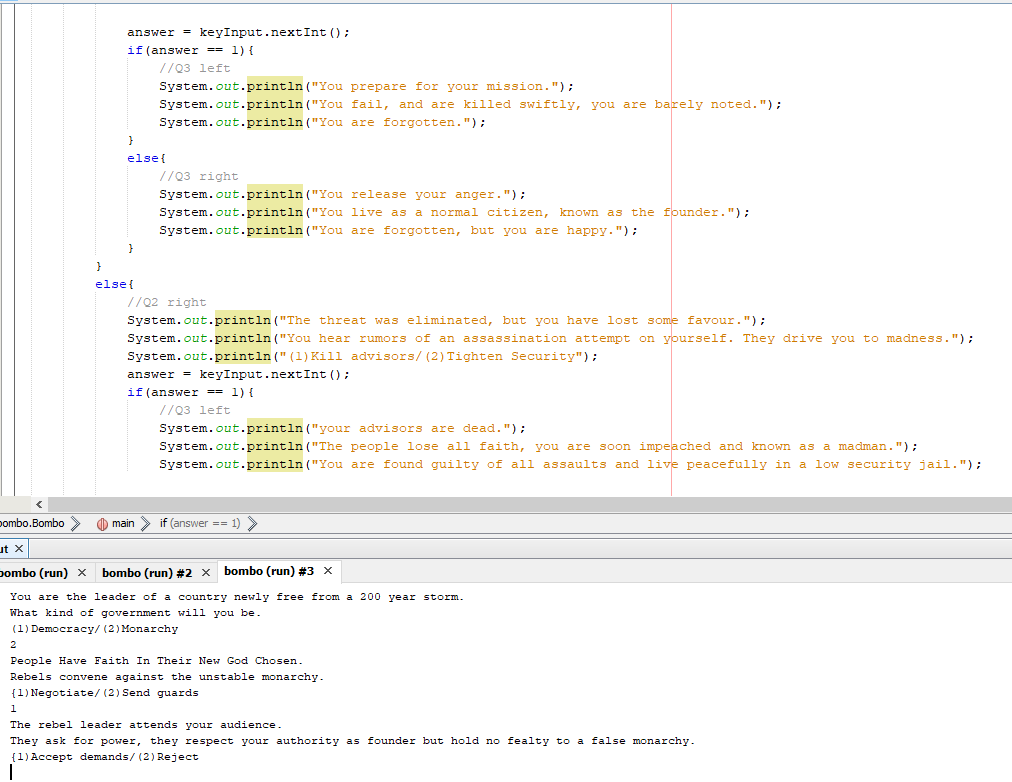 answer = keyInput.nextInt();
if(answer == 1){
//Q3 left
System.out.println("You prepare for your mission.");
System.out.println("You fail, and are killed swiftly, you are barely noted.");
System.out.println("You are forgotten.");
}
else{
//Q3 right
System.out.println("You release your anger.");
System.out.println("You live as a normal citizen, known as the founder.");
System.out.println("You are forgotten, but you are happy.");
}
}
else{
//Q2 right
System.out.println("The threat was eliminated, but you have lost some favour.");
System.out.println("You hear rumors of an assassination attempt on yourself. They drive you to madness.");
System.out.println("(1)Kill advisors/(2)Tighten Security");
answer = keyInput.nextInt();
if(answer == 1){
//Q3 left
System.out.println("your advisors are dead.");
System.out.println("The people lose all faith, you are soon impeached and known as a madman.");
System.out.println("You are found guilty of all assaults and live peacefully in a low security jail.");
bombo.Bombo main if (answer == 1)
ut
bombo (run) bombo (run) #2 bombo (run) #3
You are the leader of a country newly free from a 200 year storm.
What kind of government will you be.
(1)Democracy/(2)Monarchy
2
People Have Faith In Their New God Chosen.
Rebels convene against the unstable monarchy.
{1)Negotiate/(2)Send guards
1
The rebel leader attends your audience.
They ask for power, they respect your authority as founder but hold no fealty to a false monarchy.
{1)Accept demands/(2)Reject